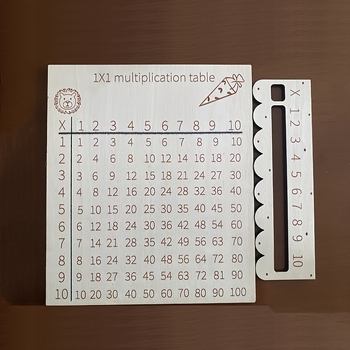 1X1 multiplication table
X 1 2 3 4 5 6 7 8 9 10
1 1 2 3 4 5 6 7 8 9 10
2 2 4 6 8 10 12 14 16 18 20
3 3 6 9 12 15 18 21 24 27 30
4 4 8 12 16 20 24 28 32 36 40
5 5 10 15 20 25 30 35 40 45 50
6 6 12 18 24 30 36 42 48 54 60
7 7 14 21 28 35 42 49 56 63 70
8 8 16 24 32 40 48 56 64 72 80
9 9 18 27 36 45 54 63 72 81 90
10 10 20 30 40 50 60 70 80 90 100
X 1 2 3 4 5 6 7 8 9 10